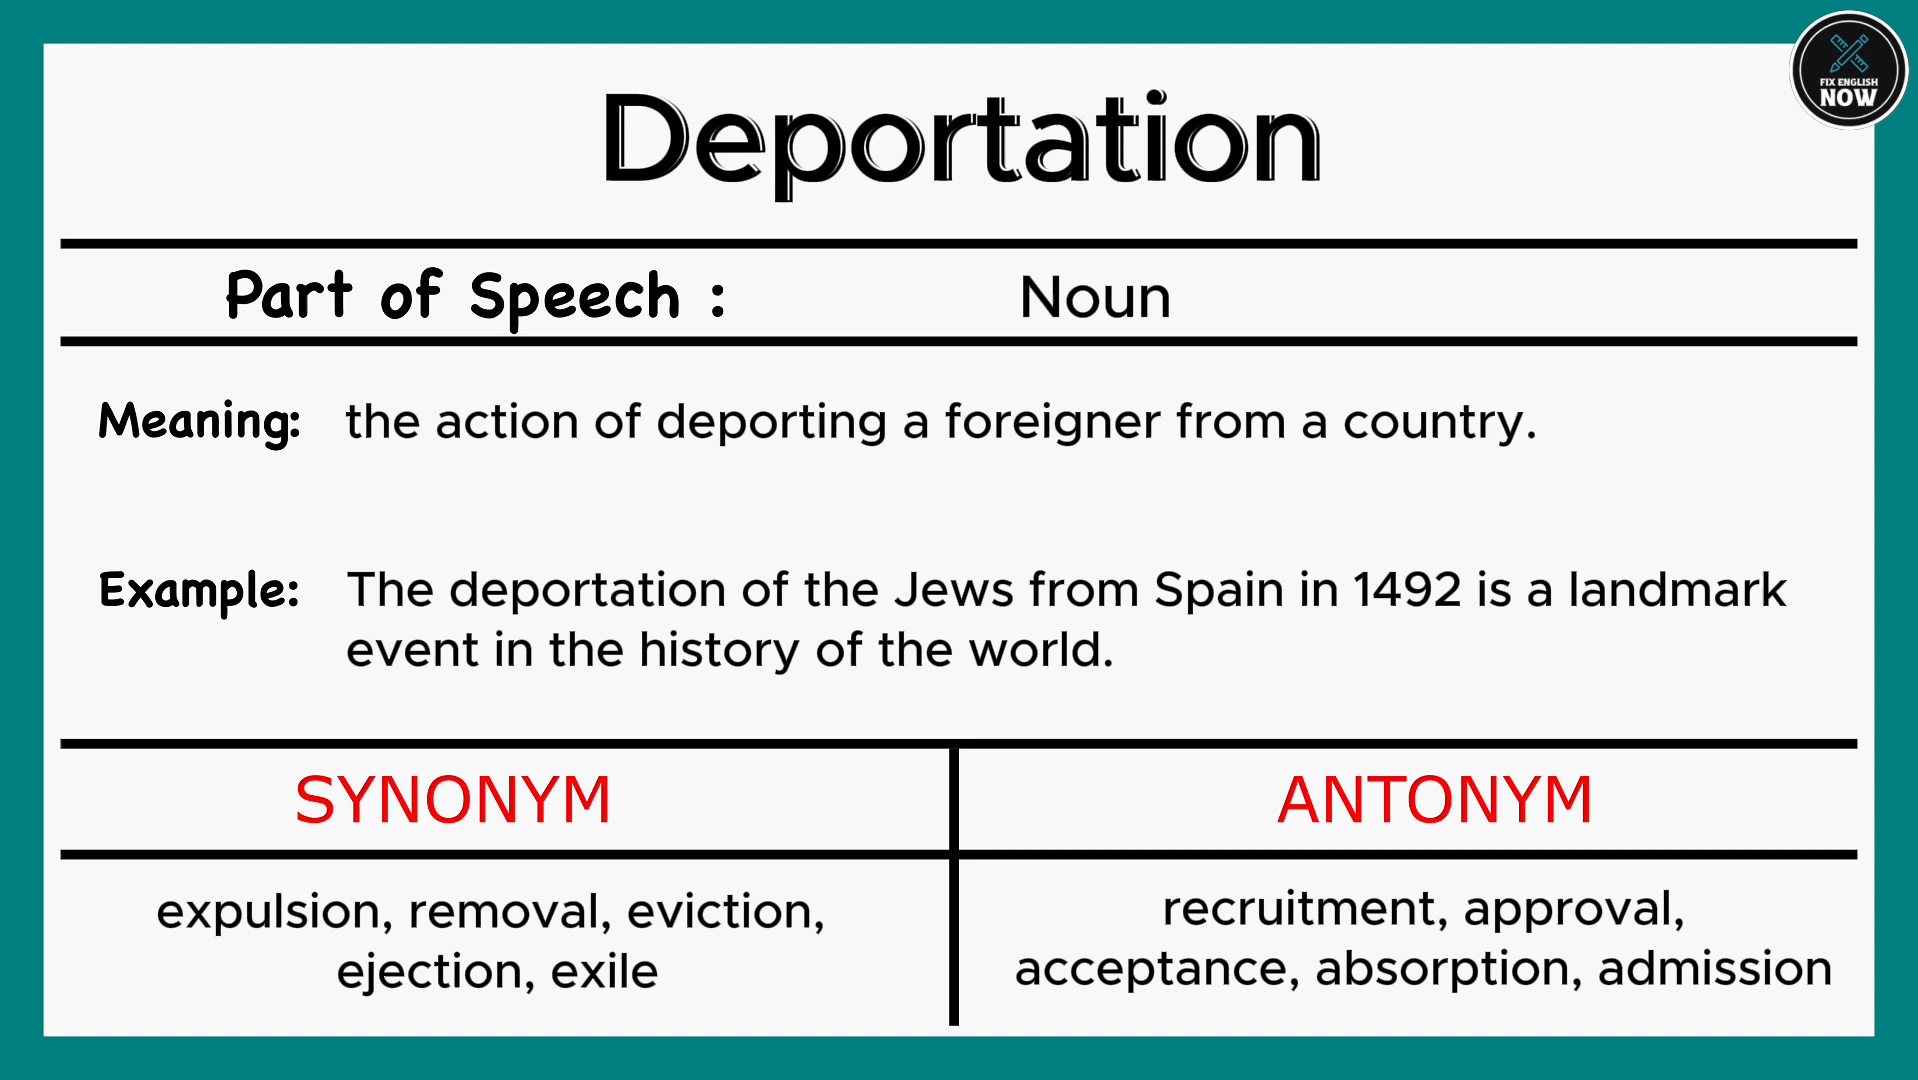 FIX ENGLISH
NOW
Deportation
Part of Speech : Noun
Meaning: the action of deporting a foreigner from a country.
Example: The deportation of the Jews from Spain in 1492 is a landmark
event in the history of the world.
SYNONYM
ANTONYM
expulsion, removal, eviction,
ejection, exile
recruitment, approval,
acceptance, absorption, admission